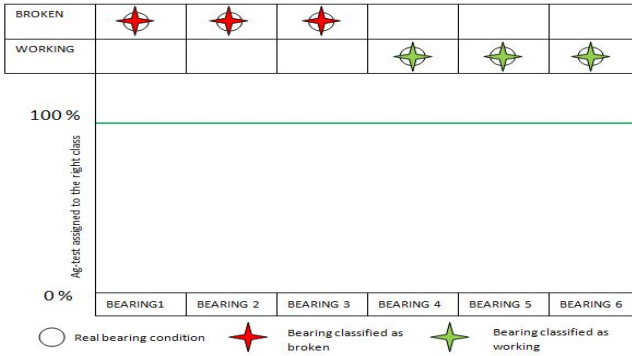 BROKEN
WORKING
100 %
Ag-test assigned to the right class
0 %
BEARING1 BEARING 2 BEARING 3 BEARING 4 BEARING 5 BEARING 6
Real bearing condition
Bearing classified as
broken
Bearing classified as
working